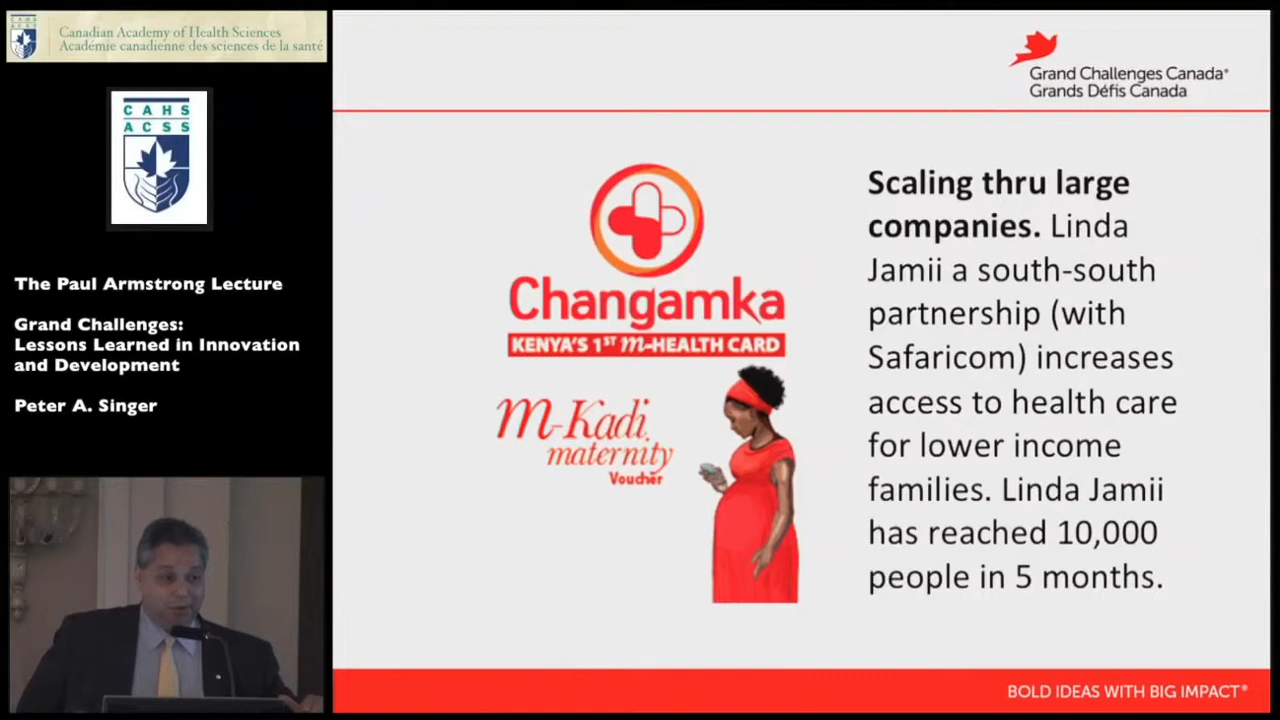 Canadian Academy of Health Sciences
Académie canadienne des sciences de la santé
CAHS
ACSS
The Paul Armstrong Lecture
Grand Challenges:
Lessons Learned in Innovation
and Development
Peter A. Singer
Grand Challenges Canada®
Grands Défis Canada
Changamka
KENYA'S 1ST m-HEALTH CARD
m-Kadi
maternity
Voucher
Scaling thru large
companies. Linda
Jamii a south-south
partnership (with
Safaricom) increases
access to health care
for lower income
families. Linda Jamii
has reached 10,000
people in 5 months.
BOLD IDEAS WITH BIG IMPACT®